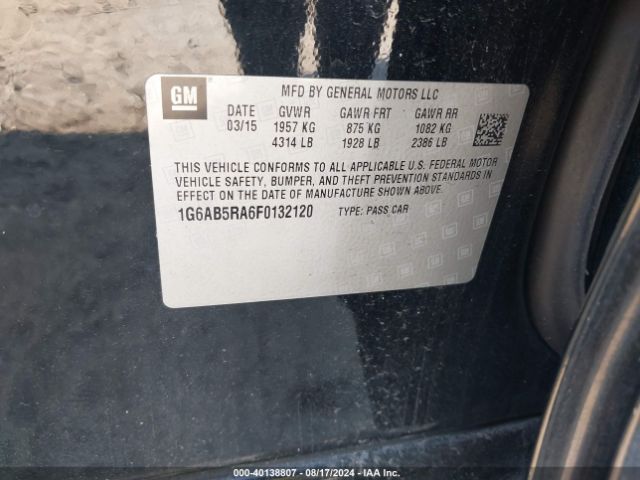 GM
MFD BY GENERAL MOTORS LLC
DATE GVWR GAWR FRT GAWR RR
03/15 1957 KG 875 KG 1082 KG
4314 LB 1928 LB 2386 LB
THIS VEHICLE CONFORMS TO ALL APPLICABLE U.S. FEDERAL MOTOR
VEHICLE SAFETY, BUMPER, AND THEFT PREVENTION STANDARDS IN
EFFECT ON THE DATE OF MANUFACTURE SHOWN ABOVE.
1G6AB5RA6F0132120 TYPE: PASS CAR
www.iaai.com - 40138807 - 08/17/2024 - IAA Inc.